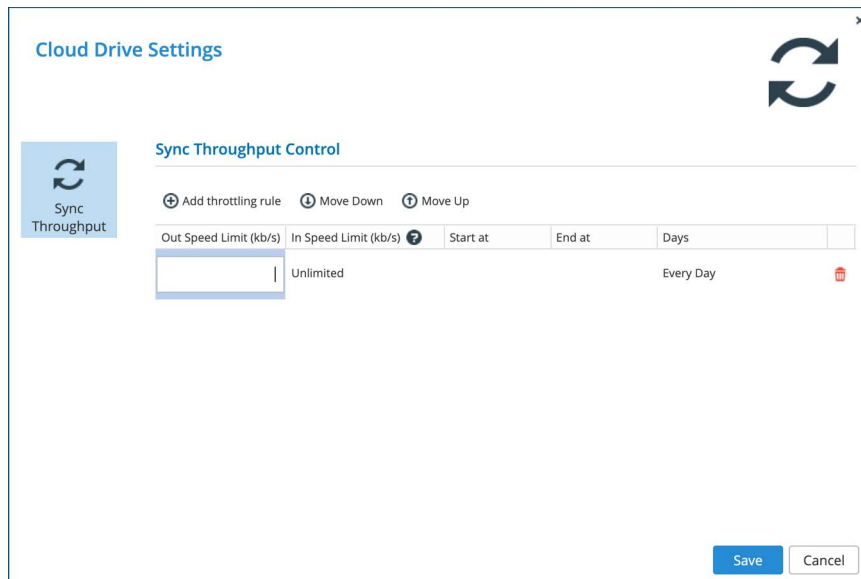 Cloud Drive Settings
Sync
Throughput
Sync Throughput Control
Add throttling rule Move Down Move Up
Out Speed Limit (kb/s) In Speed Limit (kb/s) ? Start at End at Days
Unlimited Every Day
Save Cancel